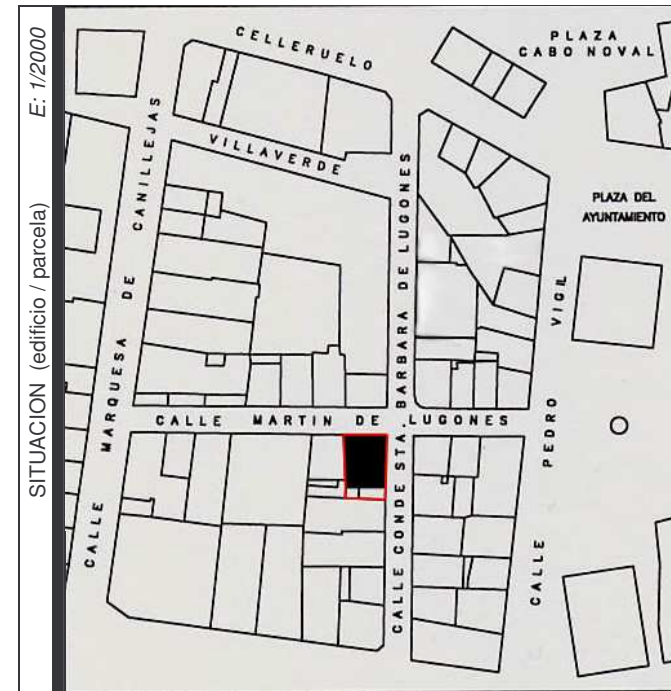 SITUACION (edificio / parcela) E: 1/2000
CELLERUELO
PLAZA
CABO NOVAL
VILLAVERDE
PLAZA DEL
AYUNTAMIENTO
CALLE MARQUESA DE CANILLEJAS
CALLE MARTIN DE LUGONES
CALLE CONDE STA. BARBARA DE LUGONES
CALLE PEDRO VIGIL